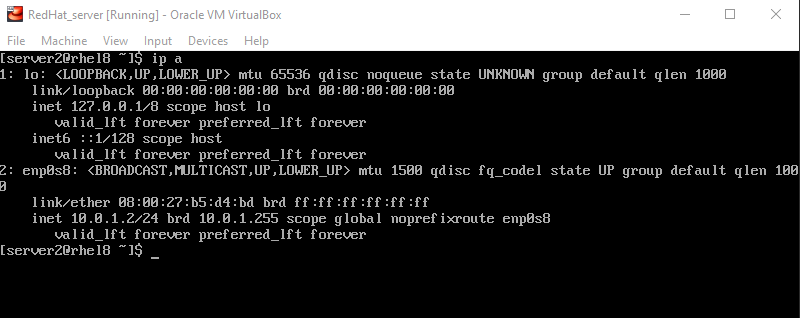 RedHat_server [Running] - Oracle VM VirtualBox
File Machine View Input Devices Help
[server2@rhel8 ~]$ ip a
1: lo: <LOOPBACK,UP,LOWER_UP> mtu 65536 qdisc noqueue state UNKNOWN group default qlen 1000
    link/loopback 00:00:00:00:00:00 brd 00:00:00:00:00:00
    inet 127.0.0.1/8 scope host lo
       valid_lft forever preferred_lft forever
    inet6 ::1/128 scope host
       valid_lft forever preferred_lft forever
2: enp0s8: <BROADCAST,MULTICAST,UP,LOWER_UP> mtu 1500 qdisc fq_codel state UP group default qlen 100
0
    link/ether 08:00:27:b5:d4:bd brd ff:ff:ff:ff:ff:ff
    inet 10.0.1.2/24 brd 10.0.1.255 scope global noprefixroute enp0s8
       valid_lft forever preferred_lft forever
[server2@rhel8 ~]$ _